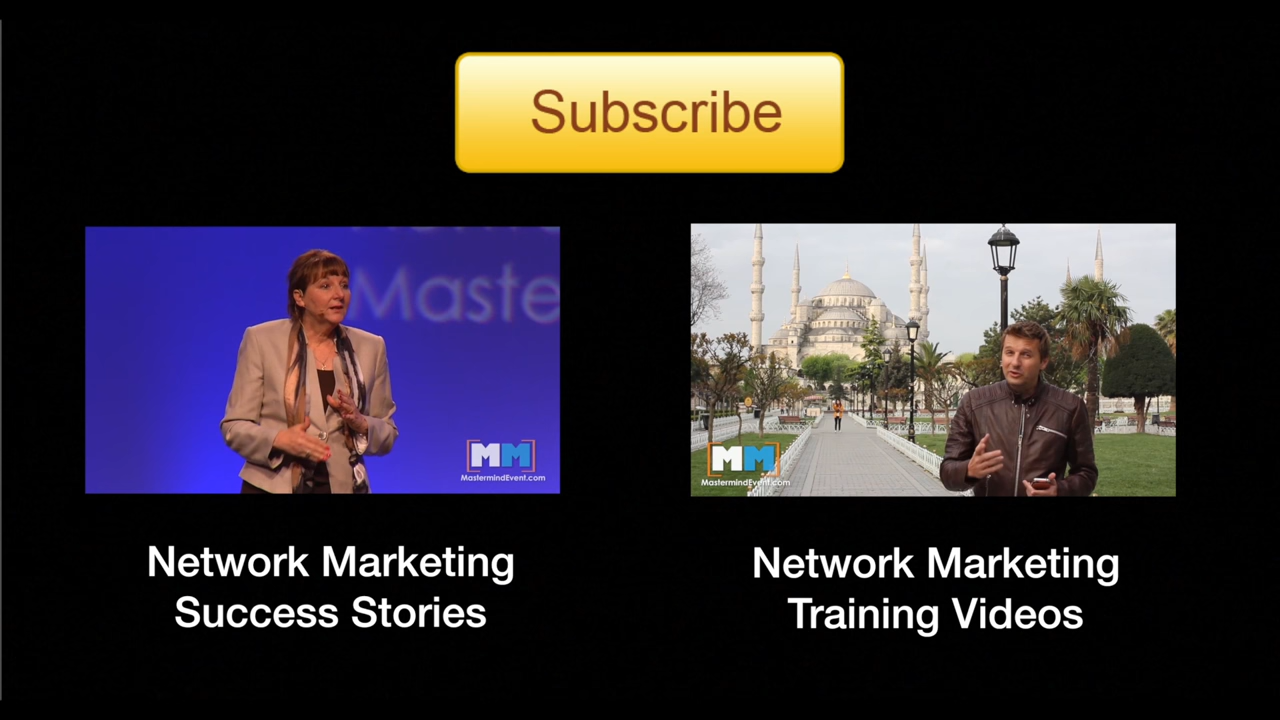 Subscribe
Maste
MM
MastermindEvent.com
MM
MastermindEvent.com
Network Marketing
Success Stories
Network Marketing
Training Videos